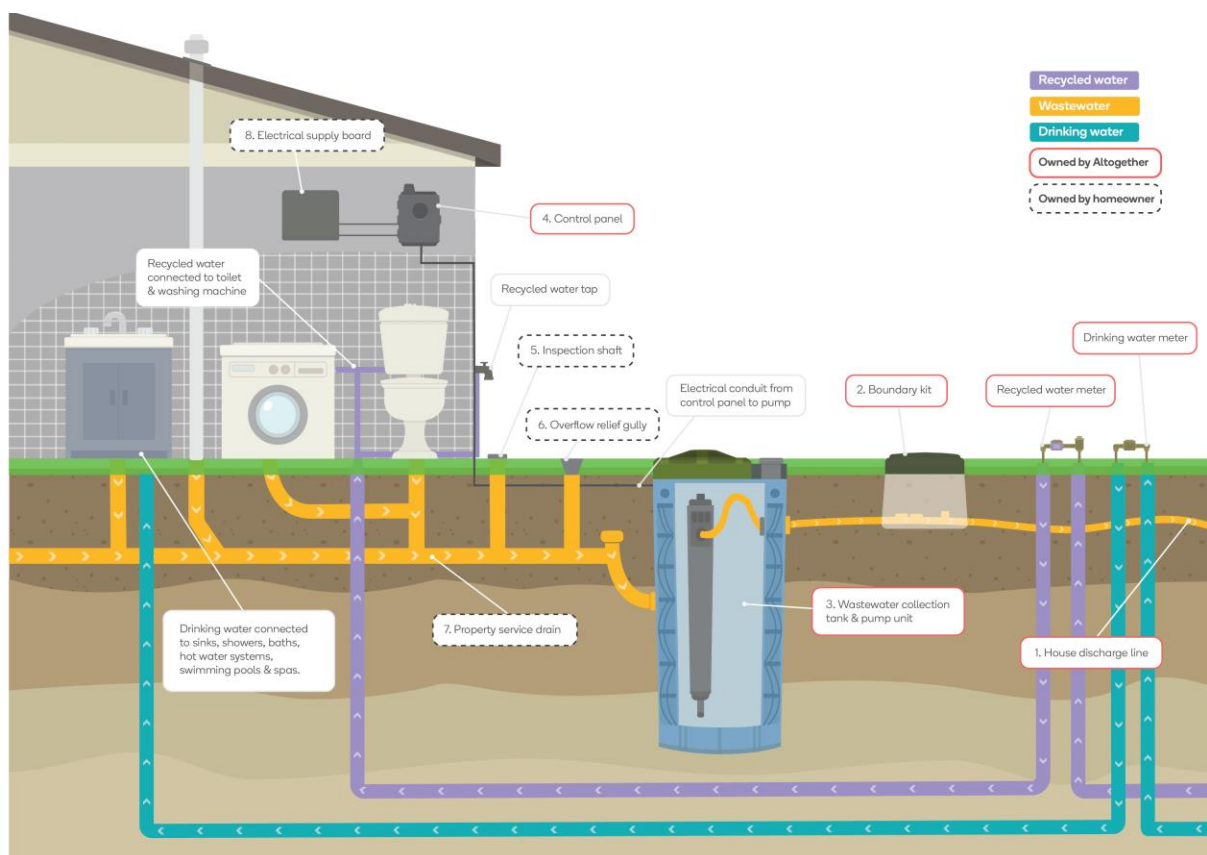 Recycled water
Wastewater
Drinking water
Owned by Altogether
Owned by homeowner
8. Electrical supply board
4. Control panel
Recycled water
connected to toilet
& washing machine
Recycled water tap
5. Inspection shaft
6. Overflow relief gully
Electrical conduit from
control panel to pump
2. Boundary kit
Recycled water meter
Drinking water meter
Drinking water connected
to sinks, showers, baths,
hot water systems,
swimming pools & spas.
7. Property service drain
3. Wastewater collection
tank & pump unit
1. House discharge line